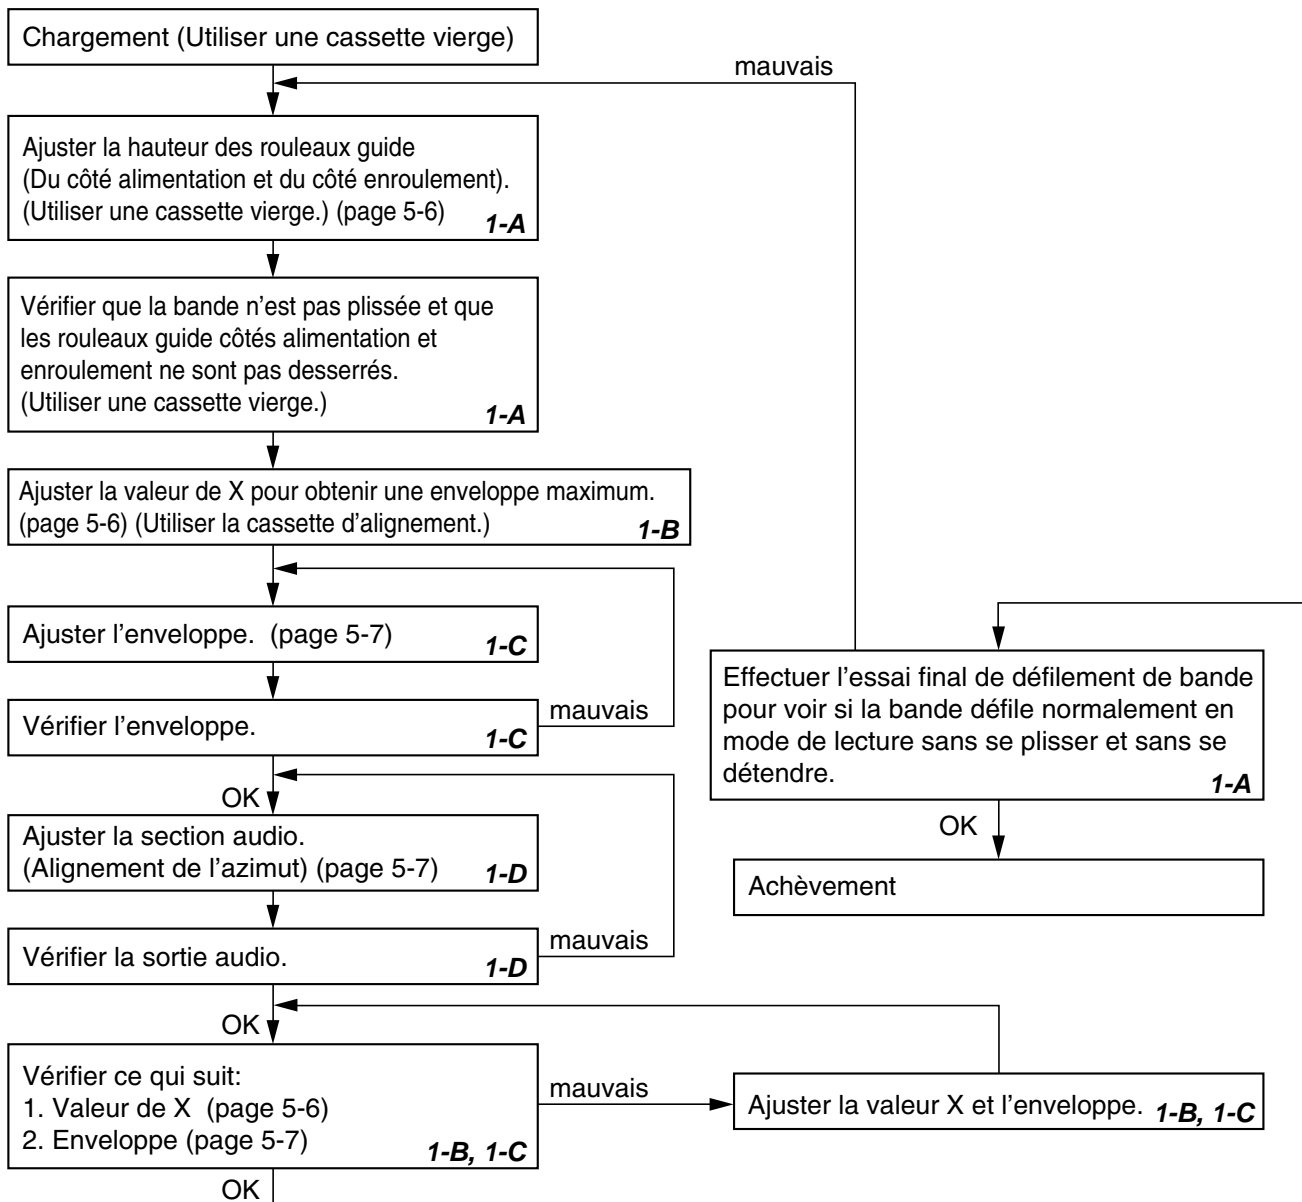 Chargement (Utiliser une cassette vierge)
mauvais
Ajuster la hauteur des rouleaux guide
(Du côté alimentation et du côté enroulement).
(Utiliser une cassette vierge.) (page 5-6)
1-A
Vérifier que la bande n'est pas plissée et que
les rouleaux guide côtés alimentation et
enroulement ne sont pas desserrés.
(Utiliser une cassette vierge.)
1-A
Ajuster la valeur de X pour obtenir une enveloppe maximum.
(page 5-6) (Utiliser la cassette d'alignement.)
1-B
Ajuster l'enveloppe. (page 5-7)
1-C
Vérifier l'enveloppe.
1-C
mauvais
OK
Ajuster la section audio.
(Alignement de l'azimut) (page 5-7)
1-D
Vérifier la sortie audio.
1-D
mauvais
OK
Vérifier ce qui suit:
1. Valeur de X (page 5-6)
2. Enveloppe (page 5-7)
1-B, 1-C
mauvais
Ajuster la valeur X et l'enveloppe.
1-B, 1-C
OK
Effectuer l'essai final de défilement de bande
pour voir si la bande défile normalement en
mode de lecture sans se plisser et sans se
détendre.
1-A
OK
Achèvement